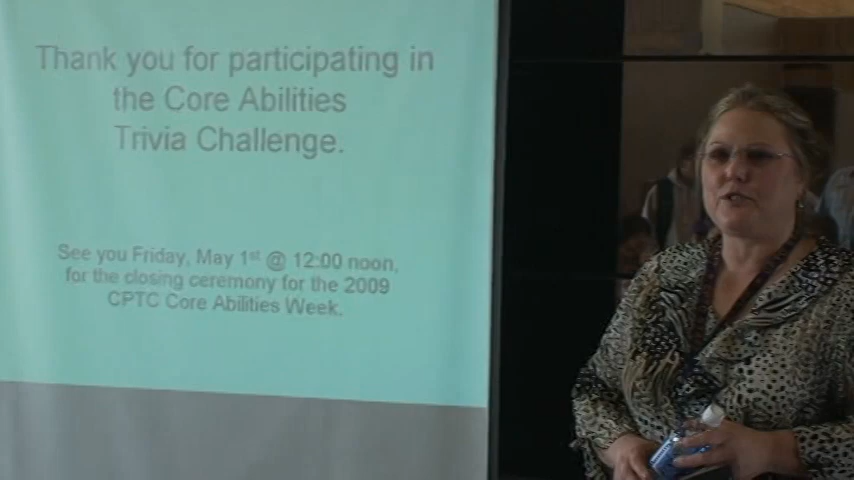 Thank you for participating in
the Core Abilities
Trivia Challenge.
See you Friday, May 1st @ 12:00 noon,
for the closing ceremony for the 2009
CPTC Core Abilities Week.